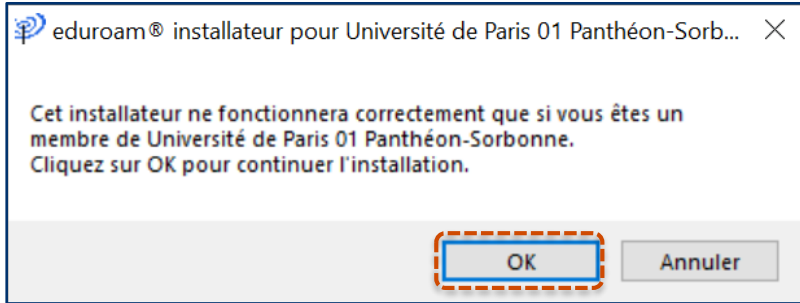 eduroam® installateur pour Université de Paris 01 Panthéon-Sorb...
Cet installateur ne fonctionnera correctement que si vous êtes un
membre de Université de Paris 01 Panthéon-Sorbonne.
Cliquez sur OK pour continuer l'installation.
OK
Annuler